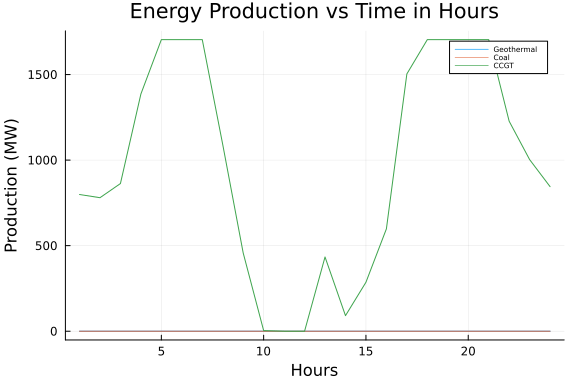 Energy Production vs Time in Hours
Geothermal
Coal
CCGT
1500
1000
500
0
Production (MW)
5 10 15 20
Hours